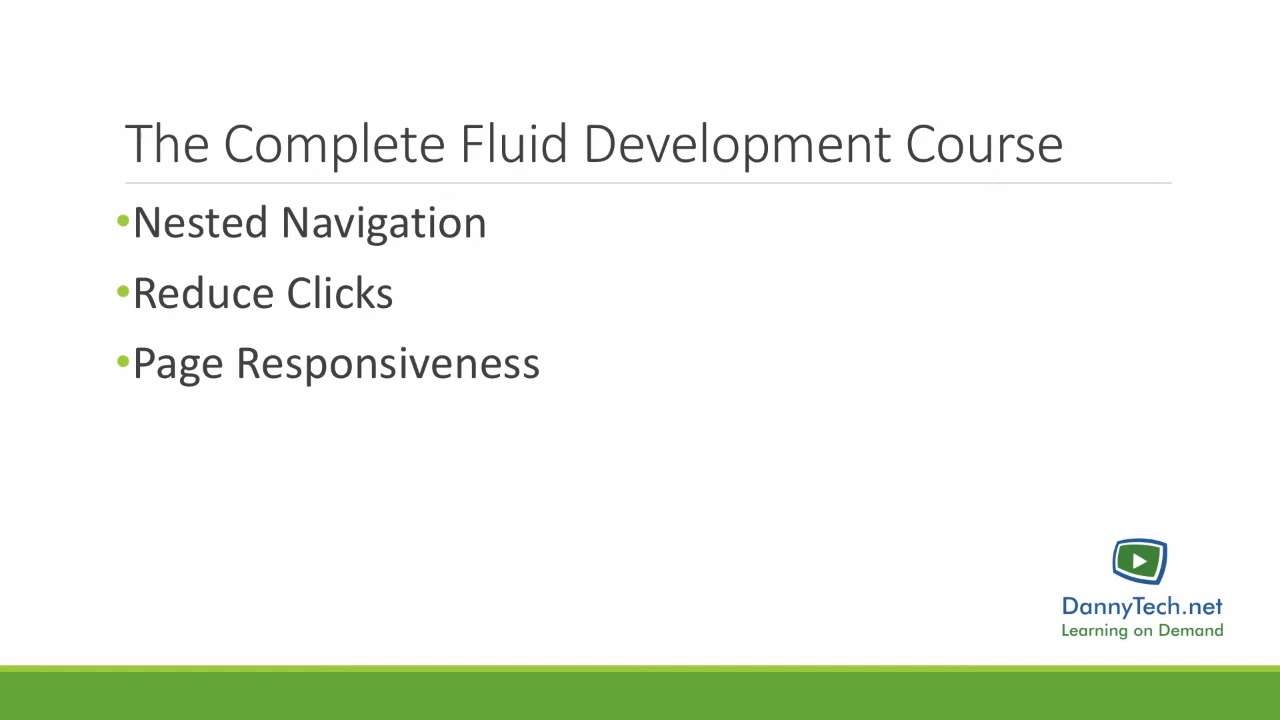 The Complete Fluid Development Course
•Nested Navigation
•Reduce Clicks
•Page Responsiveness
DannyTech.net
Learning on Demand